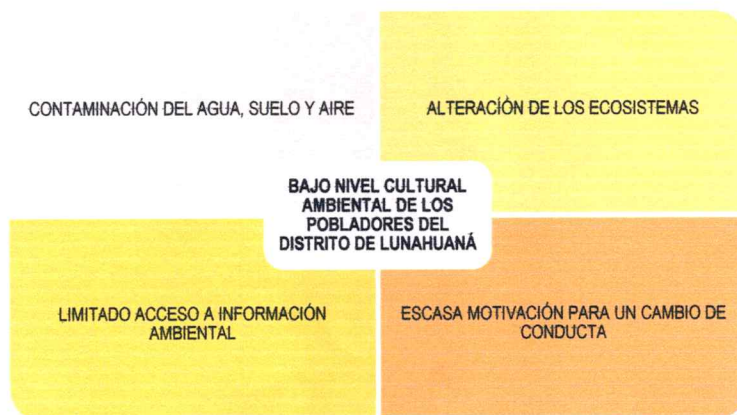 CONTAMINACIÓN DEL AGUA, SUELO Y AIRE
ALTERACIÓN DE LOS ECOSISTEMAS
BAJO NIVEL CULTURAL
AMBIENTAL DE LOS
POBLADORES DEL
DISTRITO DE LUNAHUANÁ
LIMITADO ACCESO A INFORMACIÓN
AMBIENTAL
ESCASA MOTIVACIÓN PARA UN CAMBIO DE
CONDUCTA